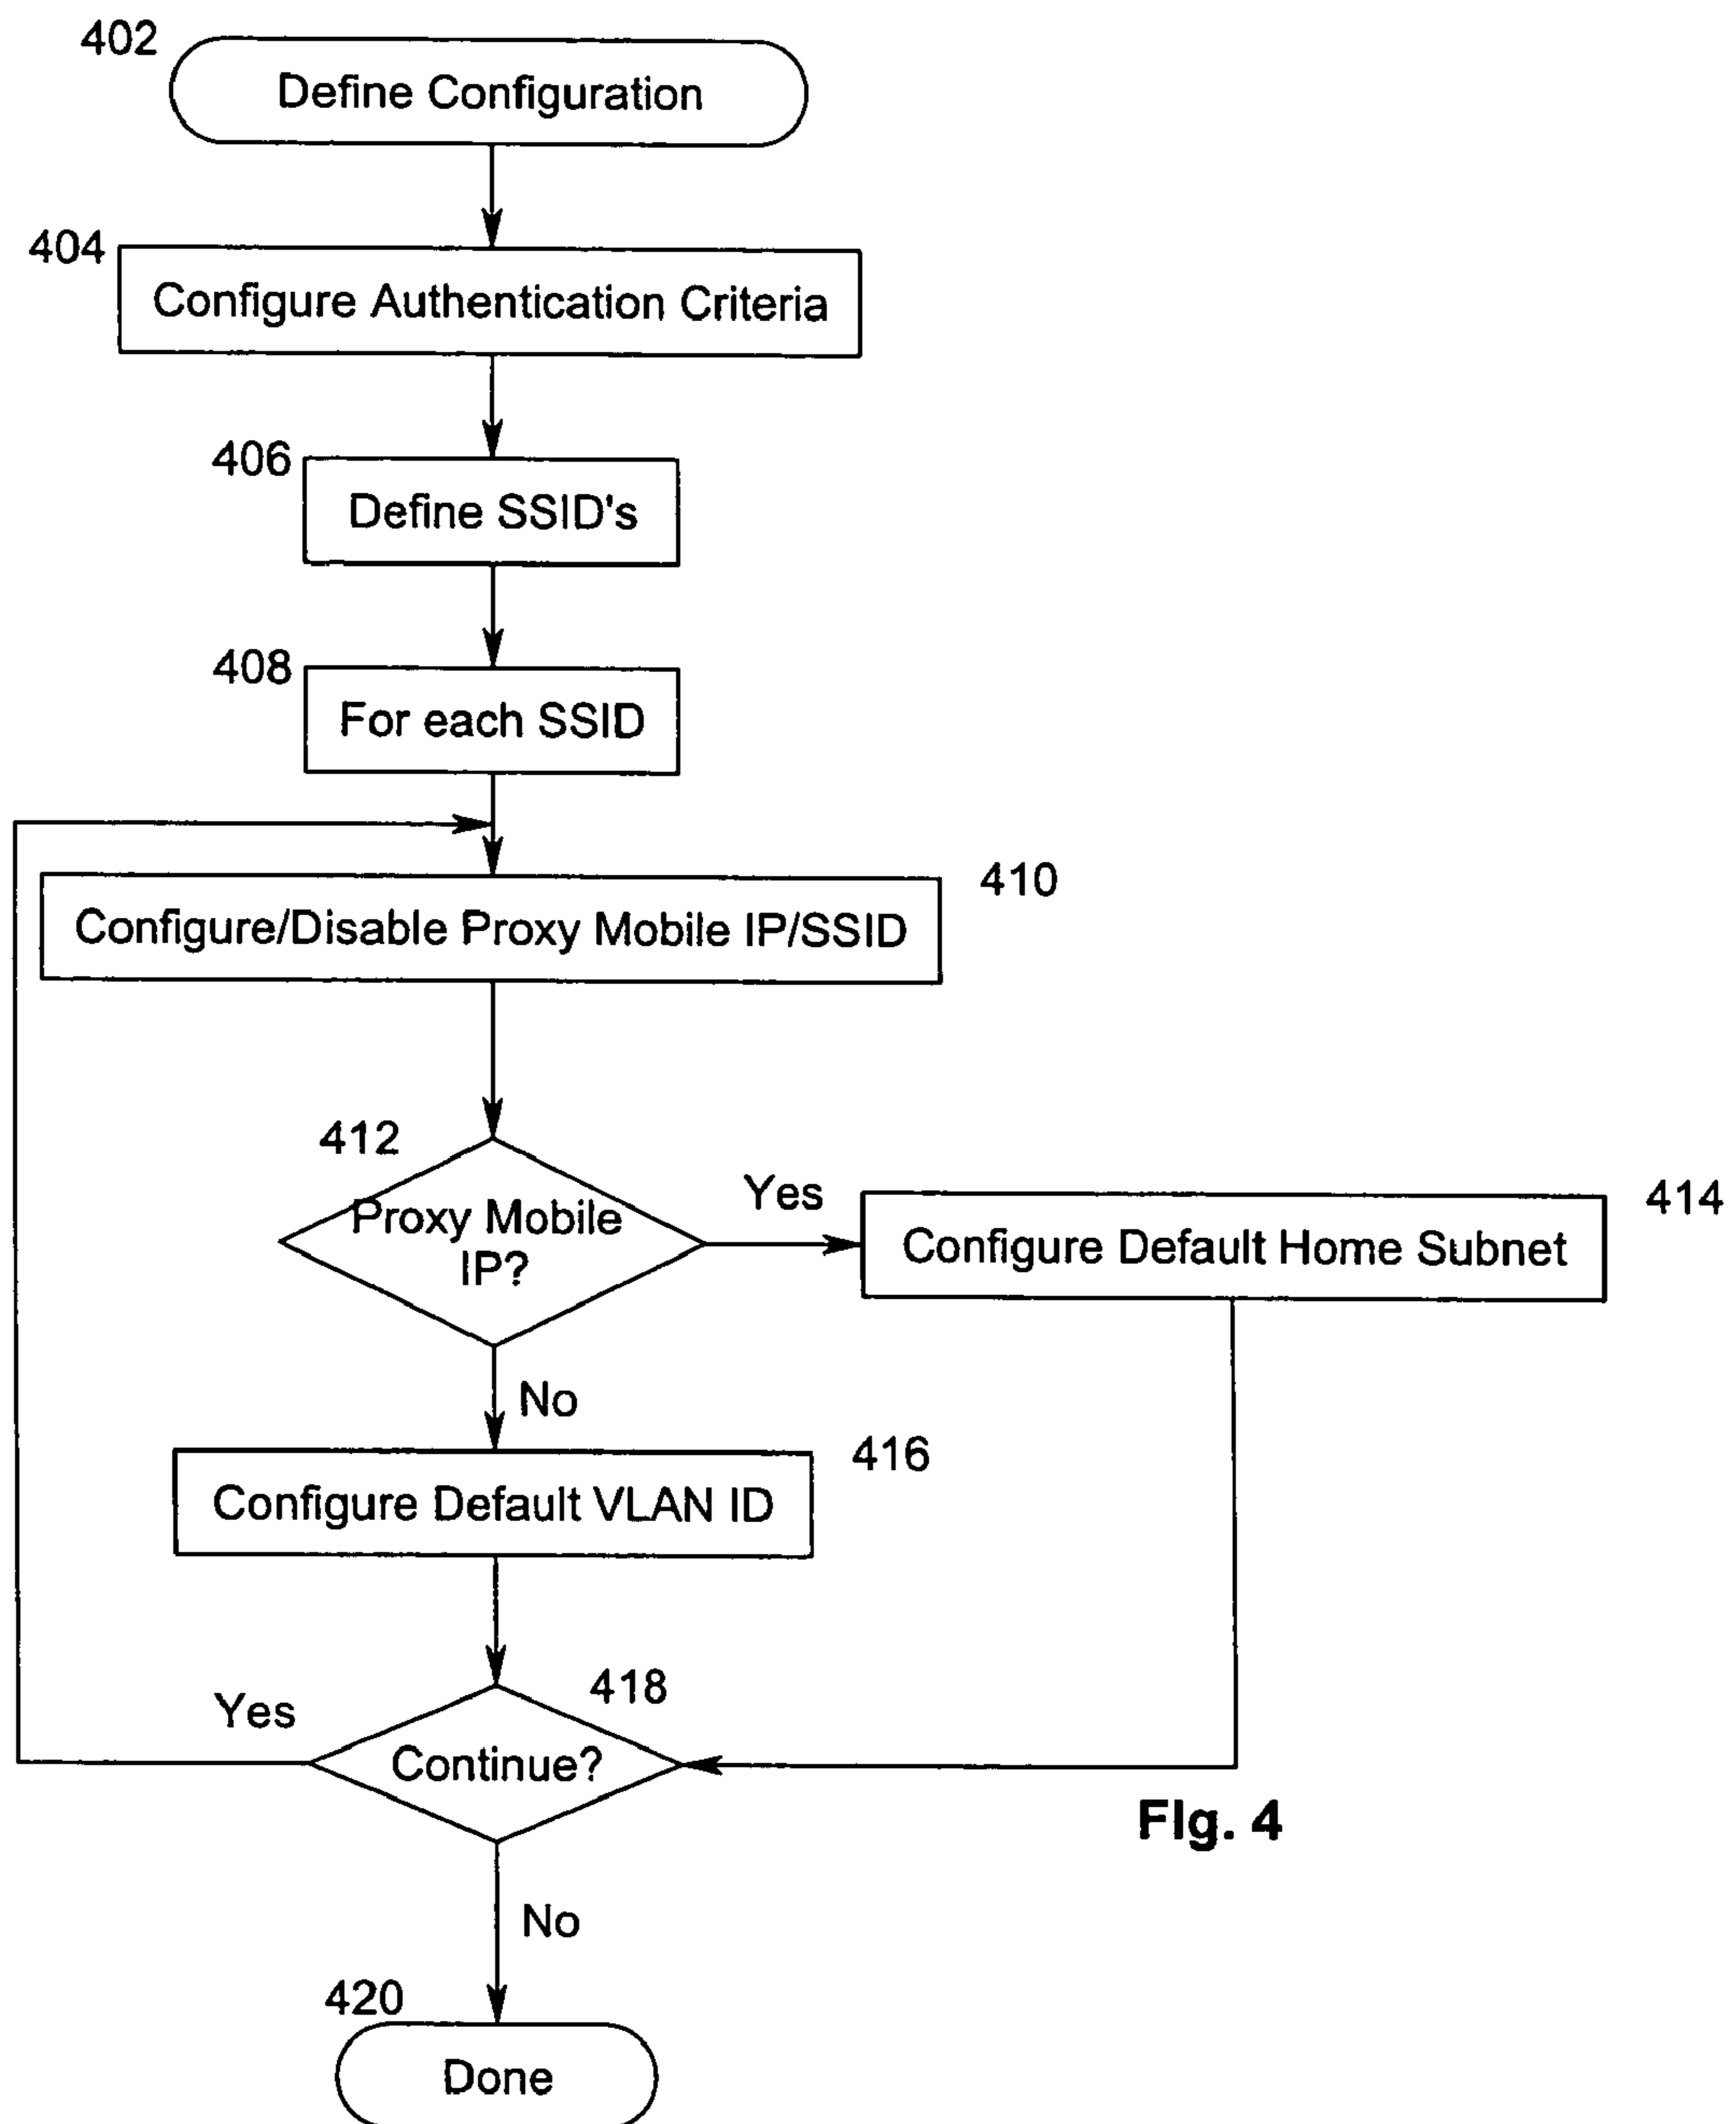 402
Define Configuration
404
Configure Authentication Criteria
406
Define SSID's
408
For each SSID
410
Configure/Disable Proxy Mobile IP/SSID
412
Proxy Mobile
IP?
Yes
414
Configure Default Home Subnet
No
416
Configure Default VLAN ID
418
Yes
Continue?
FIg. 4
No
420
Done